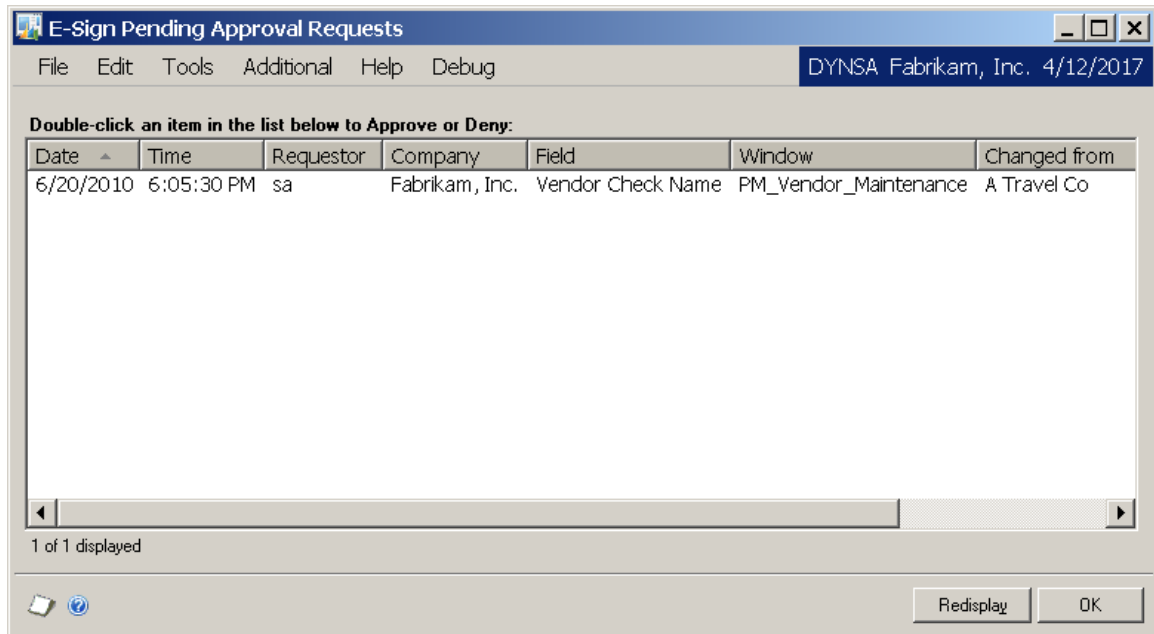 E-Sign Pending Approval Requests
File Edit Tools Additional Help Debug DYNSA Fabrikam, Inc. 4/12/2017
Double-click an item in the list below to Approve or Deny:
Date Time Requestor Company Field Window Changed from
6/20/2010 6:05:30 PM sa Fabrikam, Inc. Vendor Check Name PM_Vendor_Maintenance A Travel Co
1 of 1 displayed
Redisplay OK